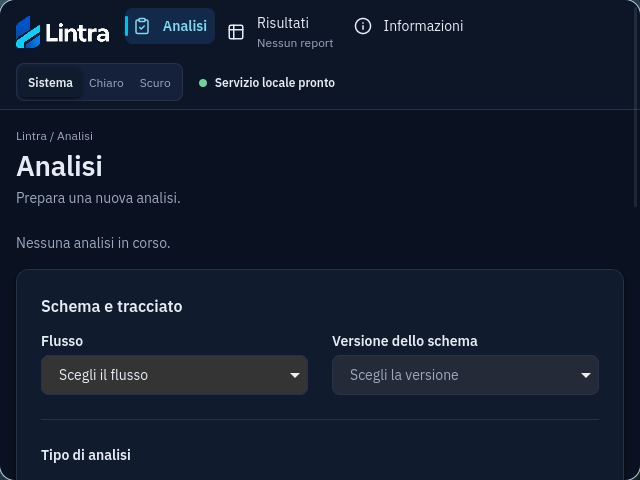 Lintra
Analisi
Risultati
Nessun report
Informazioni
Sistema
Chiaro
Scuro
Servizio locale pronto
Lintra / Analisi
Analisi
Prepara una nuova analisi.
Nessuna analisi in corso.
Schema e tracciato
Flusso
Versione dello schema
Scegli il flusso
Scegli la versione
Tipo di analisi